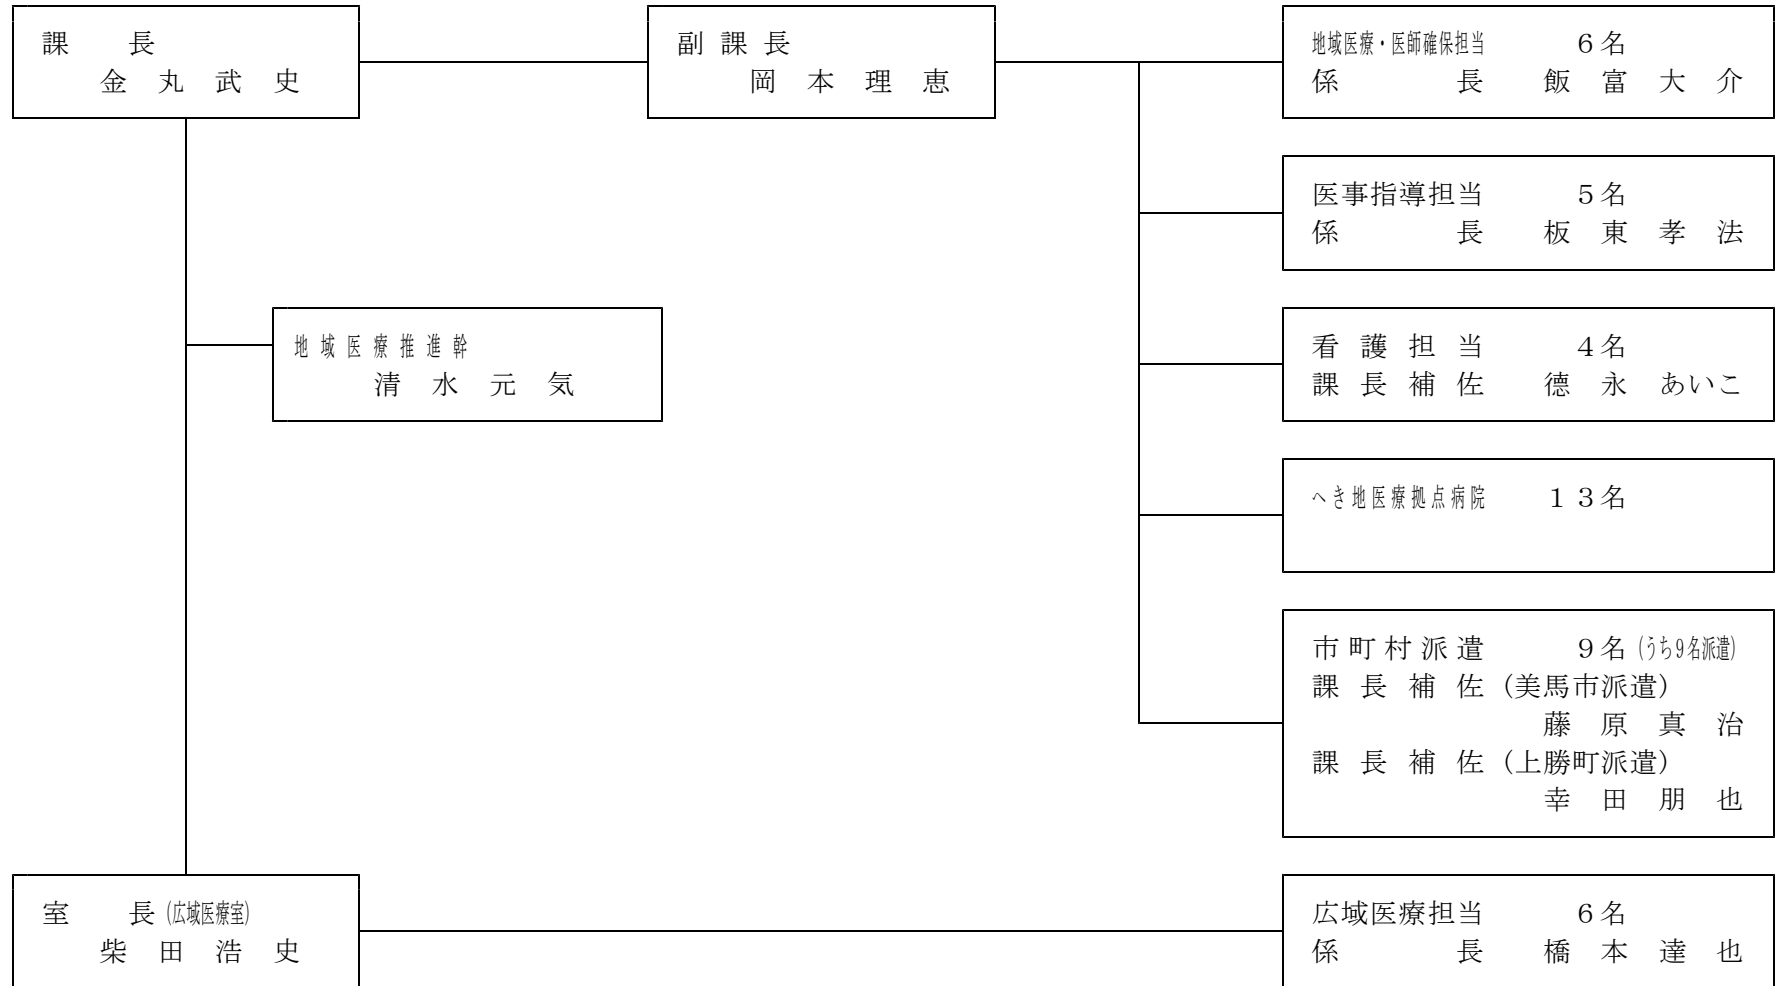 課長
金丸武史
副課長
岡本理恵
地域医療・医師確保担当 6名
係長 飯富大介
医事指導担当 5名
係長 板東孝法
地域医療推進幹
清水元気
看護担当 4名
課長補佐 德永あいこ
へき地医療拠点病院 13名
市町村派遣 9名(うち9名派遣)
課長補佐(美馬市派遣)
藤原真治
課長補佐(上勝町派遣)
幸田朋也
室長(広域医療室)
柴田浩史
広域医療担当 6名
係長 橋本達也